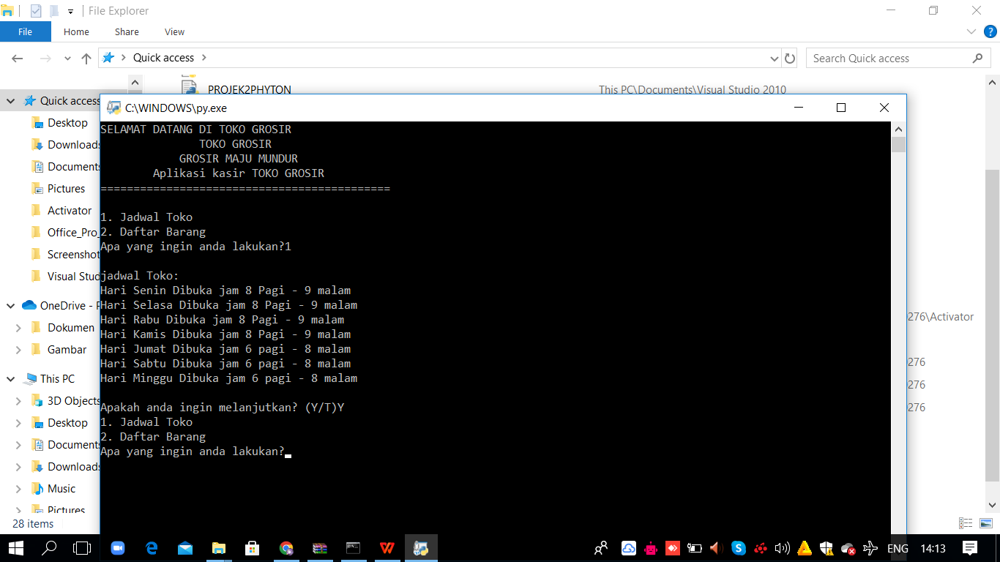 File Explorer
File Home Share View
Quick access
Search Quick access
PROJEK2PHYTON This PC\Documents\Visual Studio 2010
Quick access
Desktop
Downloads
Documents
Pictures
Activator
Office_Pro_
Screenshot
Visual Stud
OneDrive -
Dokumen
Gambar
This PC
3D Objects
Desktop
Documents
Downloads
Music
Pictures
28 items
C:\WINDOWS\py.exe
SELAMAT DATANG DI TOKO GROSIR
TOKO GROSIR
GROSIR MAJU MUNDUR
Aplikasi kasir TOKO GROSIR
============================================
1. Jadwal Toko
2. Daftar Barang
Apa yang ingin anda lakukan?1
jadwal Toko:
Hari Senin Dibuka jam 8 Pagi - 9 malam
Hari Selasa Dibuka jam 8 Pagi - 9 malam
Hari Rabu Dibuka jam 8 Pagi - 9 malam
Hari Kamis Dibuka jam 8 Pagi - 9 malam
Hari Jumat Dibuka jam 6 pagi - 8 malam
Hari Sabtu Dibuka jam 6 pagi - 8 malam
Hari Minggu Dibuka jam 6 pagi - 8 malam
Apakah anda ingin melanjutkan? (Y/T)Y
1. Jadwal Toko
2. Daftar Barang
Apa yang ingin anda lakukan?
276\Activator
276
276
276
ENG 14:13